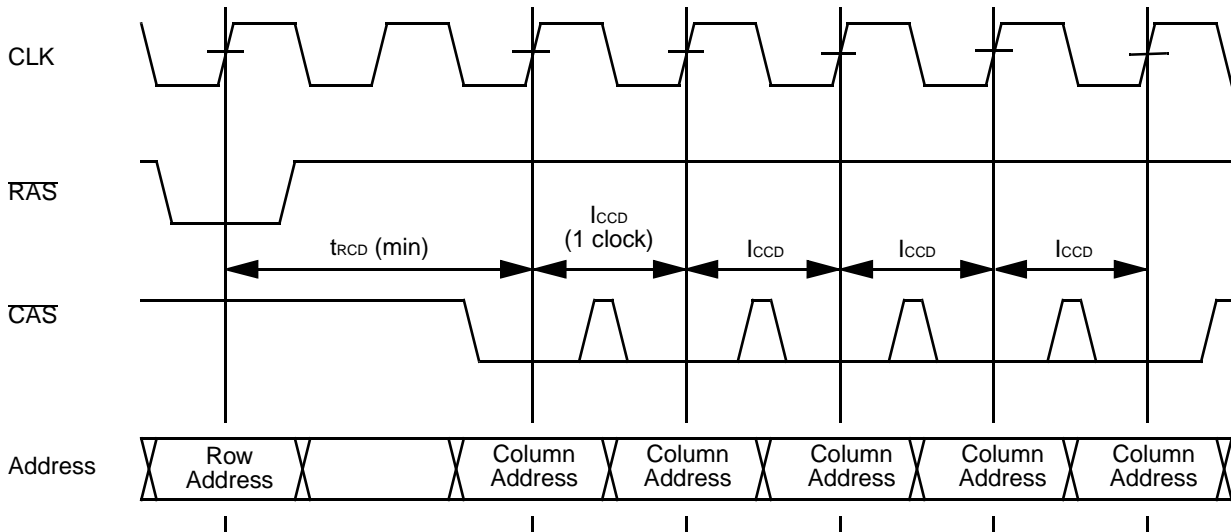 CLK
RAS
ICCD
(1 clock)
tRCD (min)
ICCD
ICCD
ICCD
CAS
Address
Row
Address
Column
Address
Column
Address
Column
Address
Column
Address
Column
Address